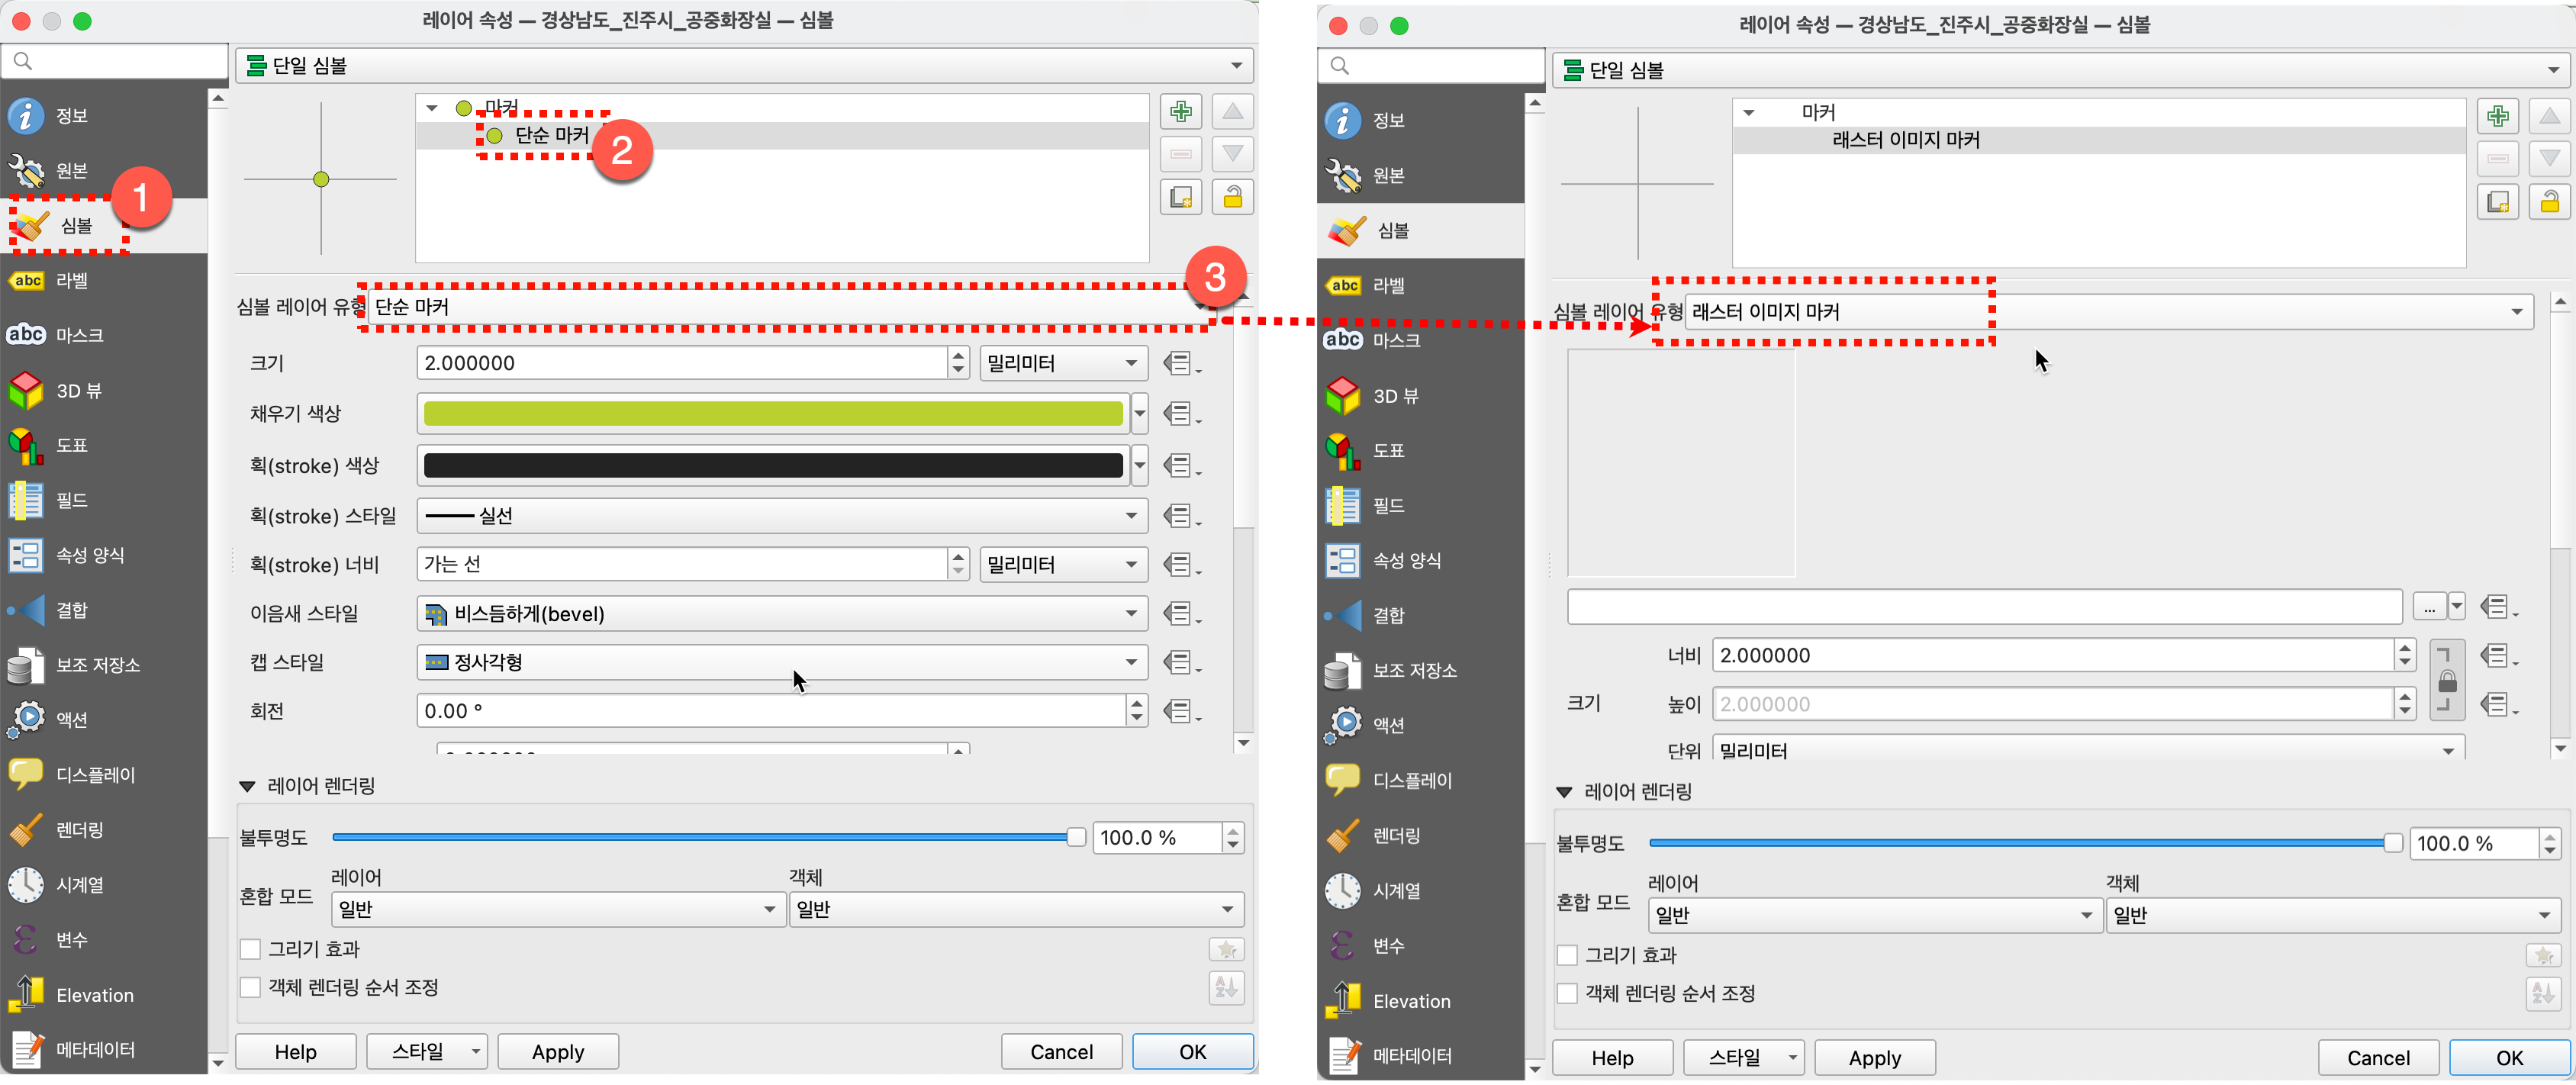 레이어 속성 — 경상남도_진주시_공중화장실 — 심볼
단일 심볼
정보
원본
심볼
1
라벨
abc
마스크
abc
3D 뷰
도표
필드
속성 양식
결합
보조 저장소
액션
디스플레이
렌더링
시계열
변수
Elevation
메타데이터
마커
단순 마커
2
3
심볼 레이어 유형 단순 마커
크기 2.000000 밀리미터
채우기 색상
획(stroke) 색상
획(stroke) 스타일 실선
획(stroke) 너비 가는 선 밀리미터
이음새 스타일 비스듬하게(bevel)
캡 스타일 정사각형
회전 0.00 °
레이어 렌더링
불투명도 100.0 %
레이어 객체
혼합 모드 일반 일반
그리기 효과
객체 렌더링 순서 조정
Help 스타일 Apply Cancel OK
레이어 속성 — 경상남도_진주시_공중화장실 — 심볼
단일 심볼
정보
원본
심볼
라벨
abc
마스크
abc
3D 뷰
도표
필드
속성 양식
결합
보조 저장소
액션
디스플레이
렌더링
시계열
변수
Elevation
메타데이터
마커
래스터 이미지 마커
심볼 레이어 유형 래스터 이미지 마커
...
너비 2.000000
크기 높이 2.000000
단위 밀리미터
레이어 렌더링
불투명도 100.0 %
레이어 객체
혼합 모드 일반 일반
그리기 효과
객체 렌더링 순서 조정
Help 스타일 Apply Cancel OK